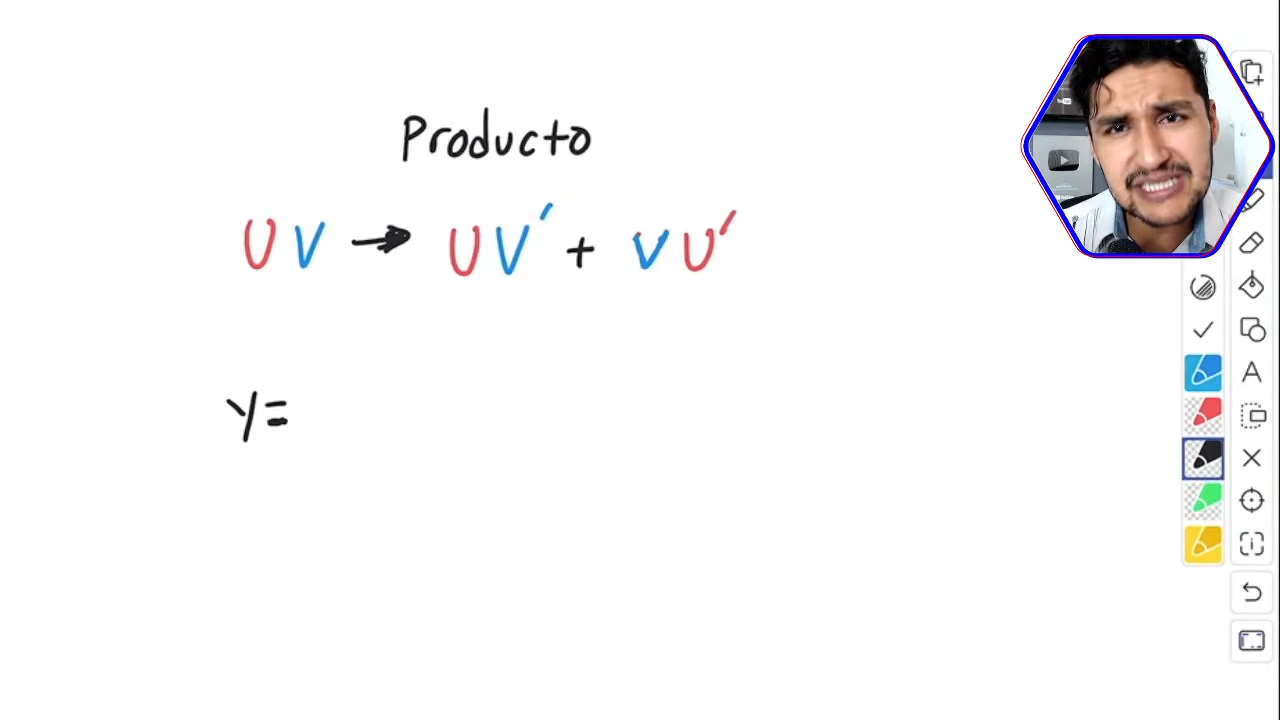 Producto
UV → UV′ + VU′
y=